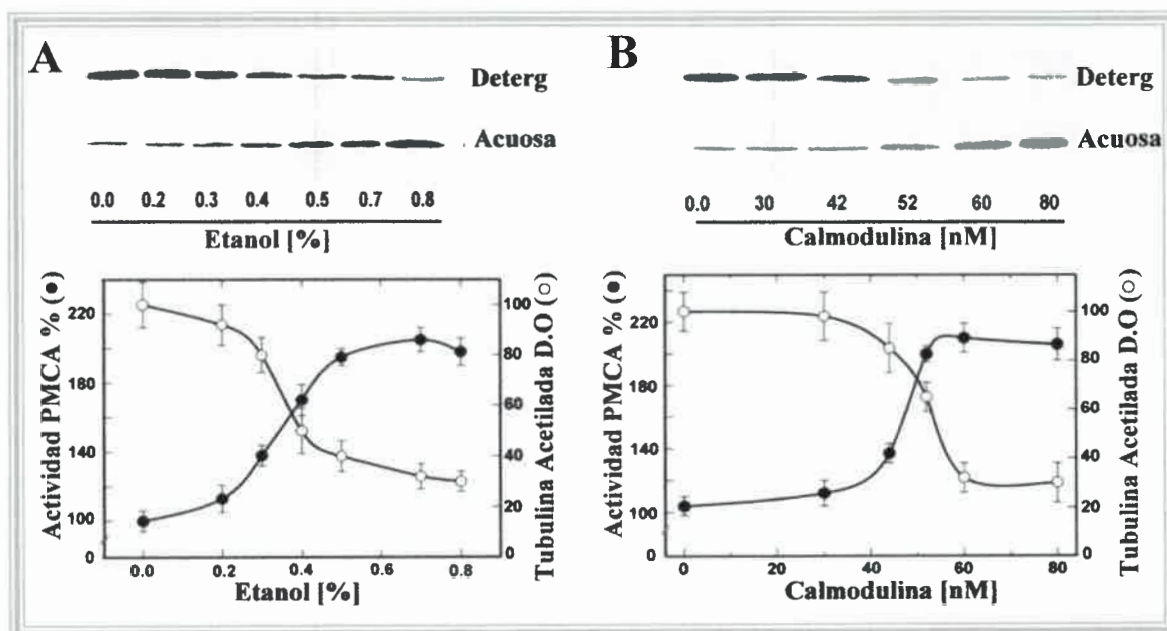 A
Deterg
Acuosa
0.0 0.2 0.3 0.4 0.5 0.7 0.8
Etanol [%]
Actividad PMCA % (●)
220
180
140
100
0
100
80
60
40
20
0
Tubulina Acetilada D.O (○)
0.0 0.2 0.4 0.6 0.8
Etanol [%]
B
Deterg
Acuosa
0.0 30 42 52 60 80
Calmodulina [nM]
Actividad PMCA % (●)
220
180
140
100
0
100
80
60
40
20
0
Tubulina Acetilada D.O (○)
0 20 40 60 80
Calmodulina [nM]